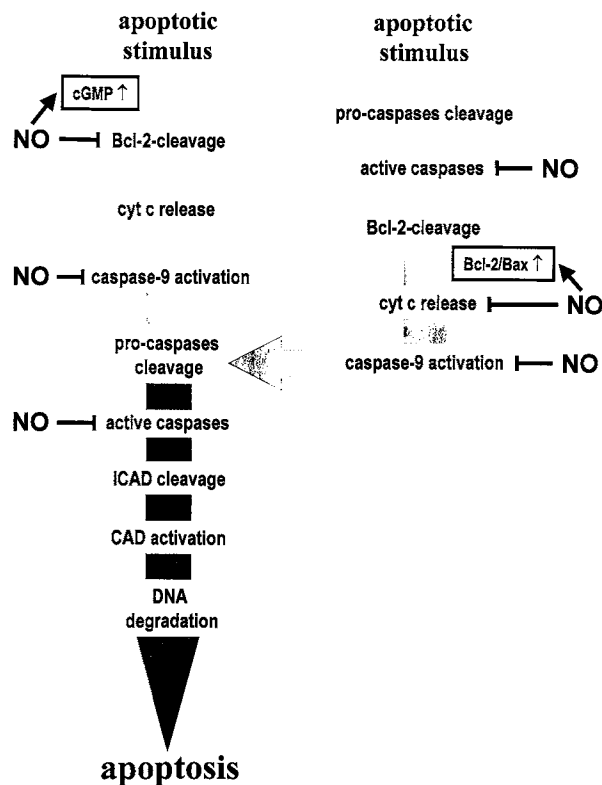 apoptotic
stimulus
cGMP ↑
NO
Bcl-2-cleavage
cyt c release
NO
caspase-9 activation
pro-caspases
cleavage
NO
active caspases
ICAD cleavage
CAD activation
DNA
degradation
apoptosis
apoptotic
stimulus
pro-caspases cleavage
active caspases
NO
Bcl-2-cleavage
Bcl-2/Bax ↑
cyt c release
NO
caspase-9 activation
NO